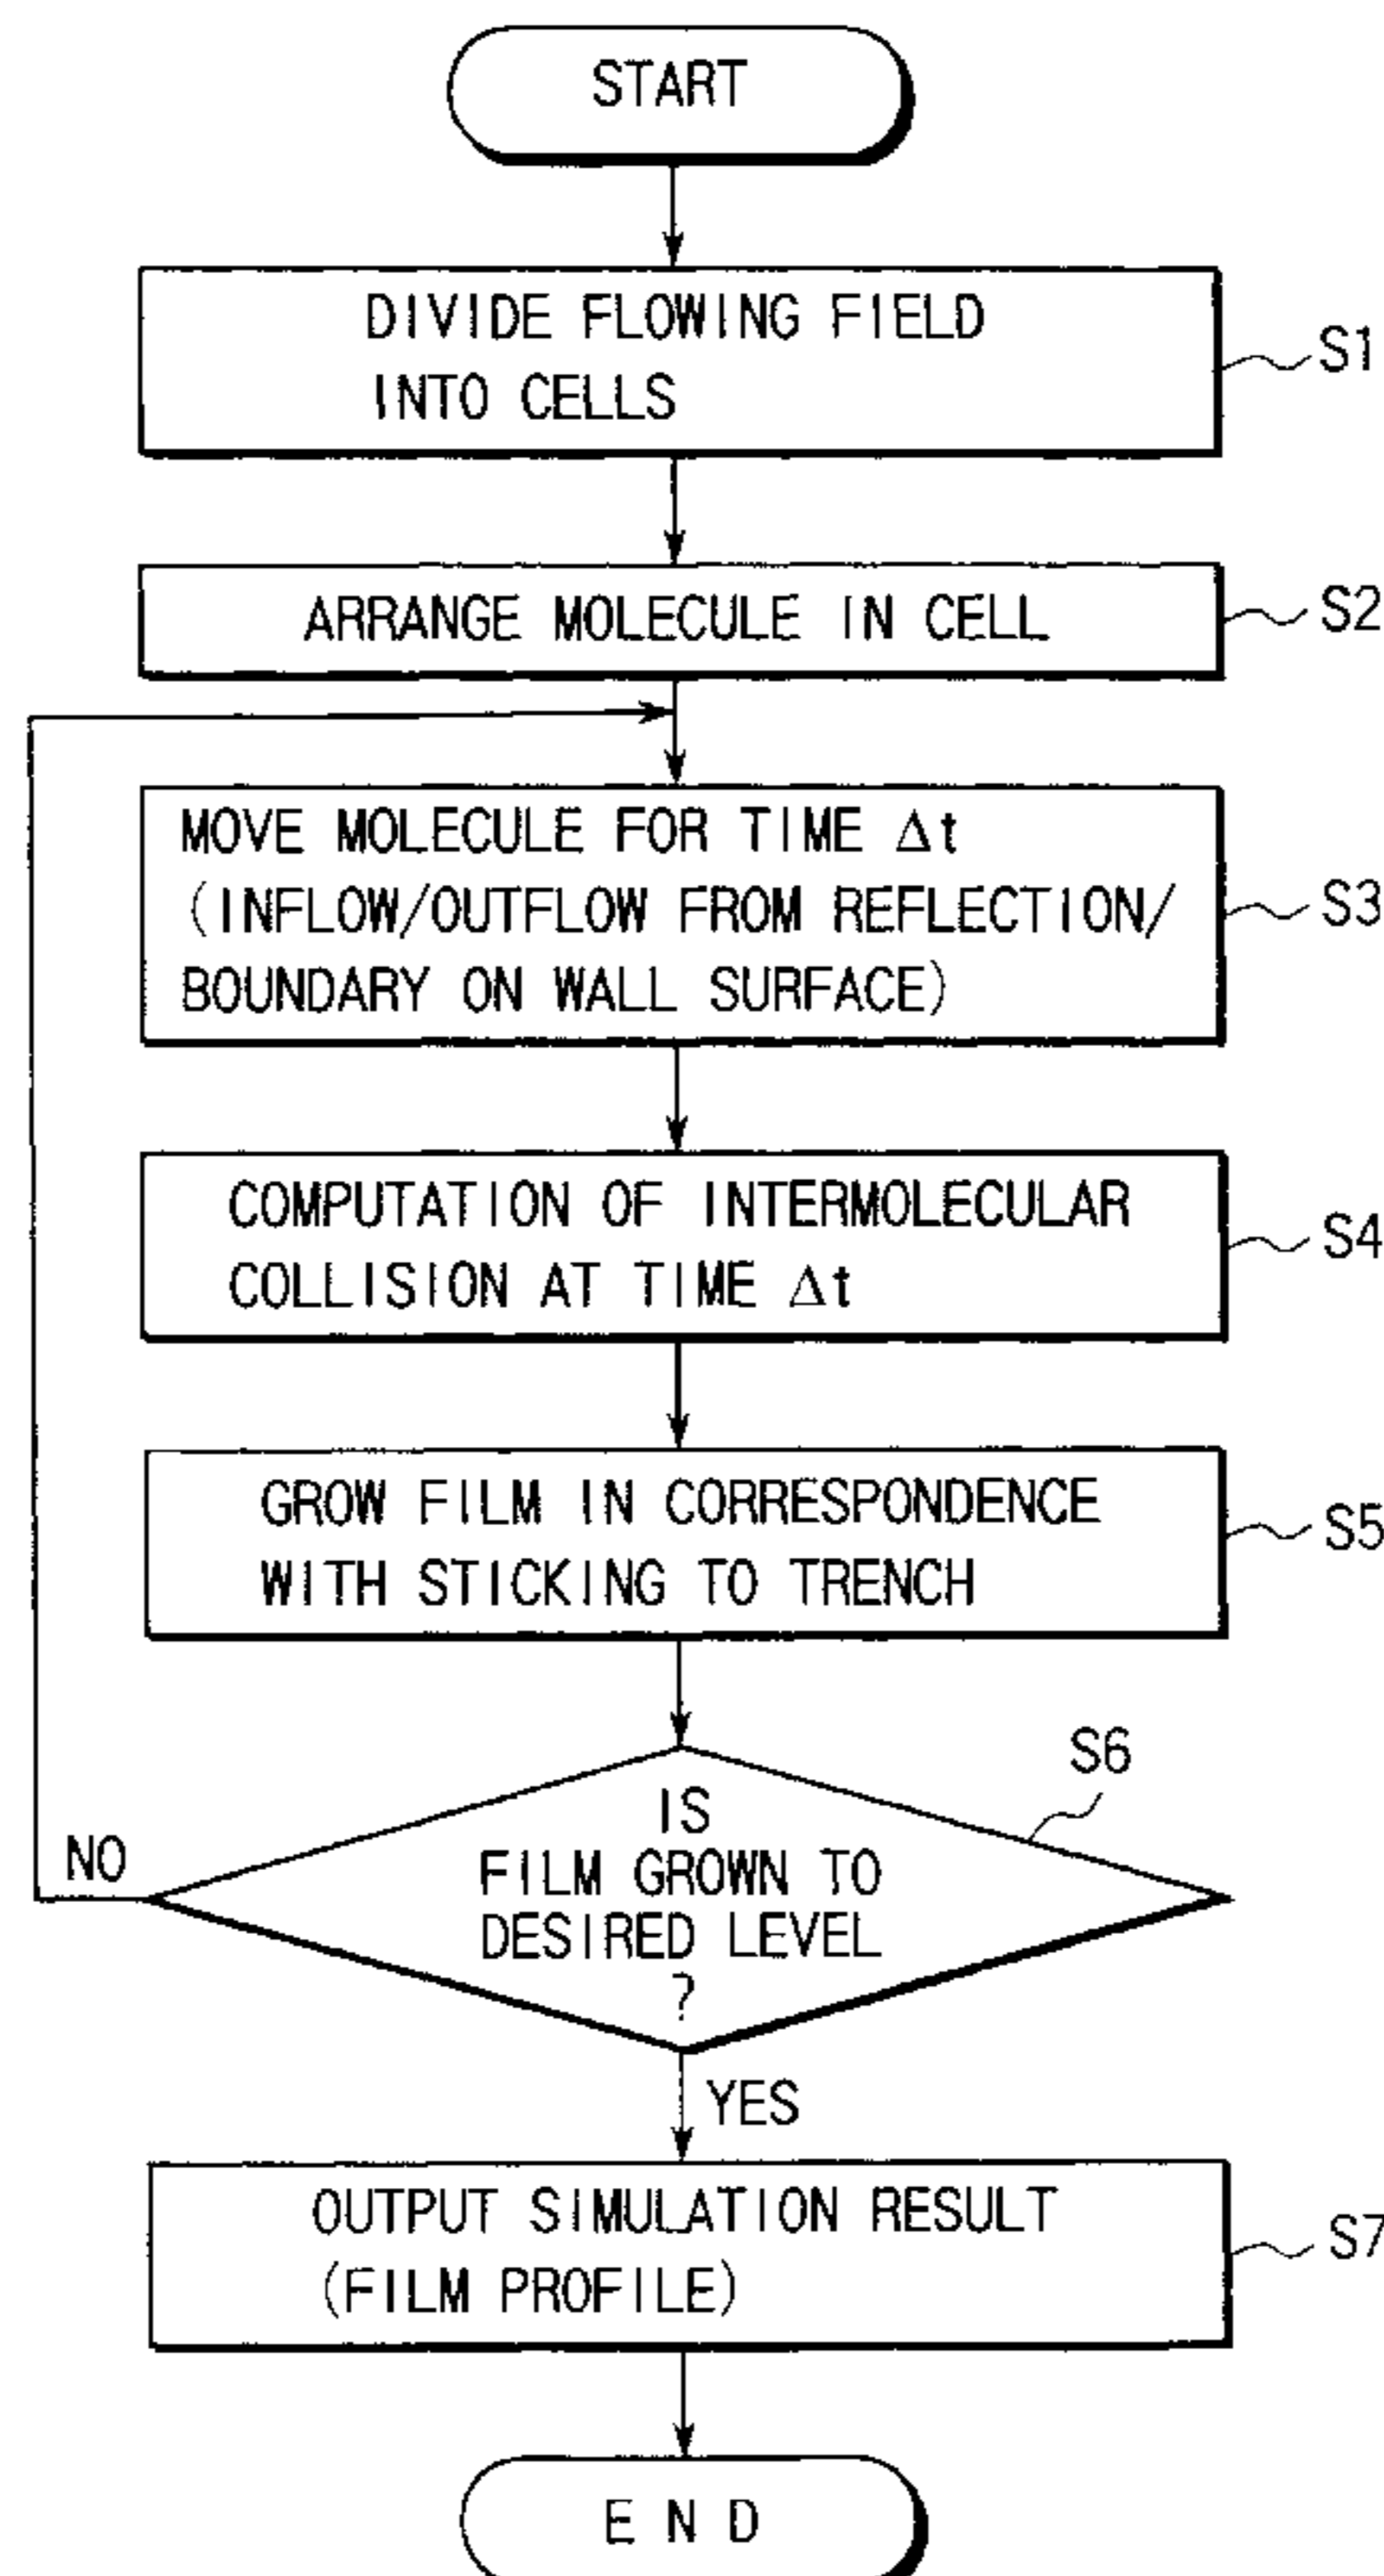 START
DIVIDE FLOWING FIELD
INTO CELLS
S1
ARRANGE MOLECULE IN CELL
S2
MOVE MOLECULE FOR TIME Δt
(INFLOW/OUTFLOW FROM REFLECTION/
BOUNDARY ON WALL SURFACE)
S3
COMPUTATION OF INTERMOLECULAR
COLLISION AT TIME Δt
S4
GROW FILM IN CORRESPONDENCE
WITH STICKING TO TRENCH
S5
IS
FILM GROWN TO
DESIRED LEVEL
?
S6
NO
YES
OUTPUT SIMULATION RESULT
(FILM PROFILE)
S7
END